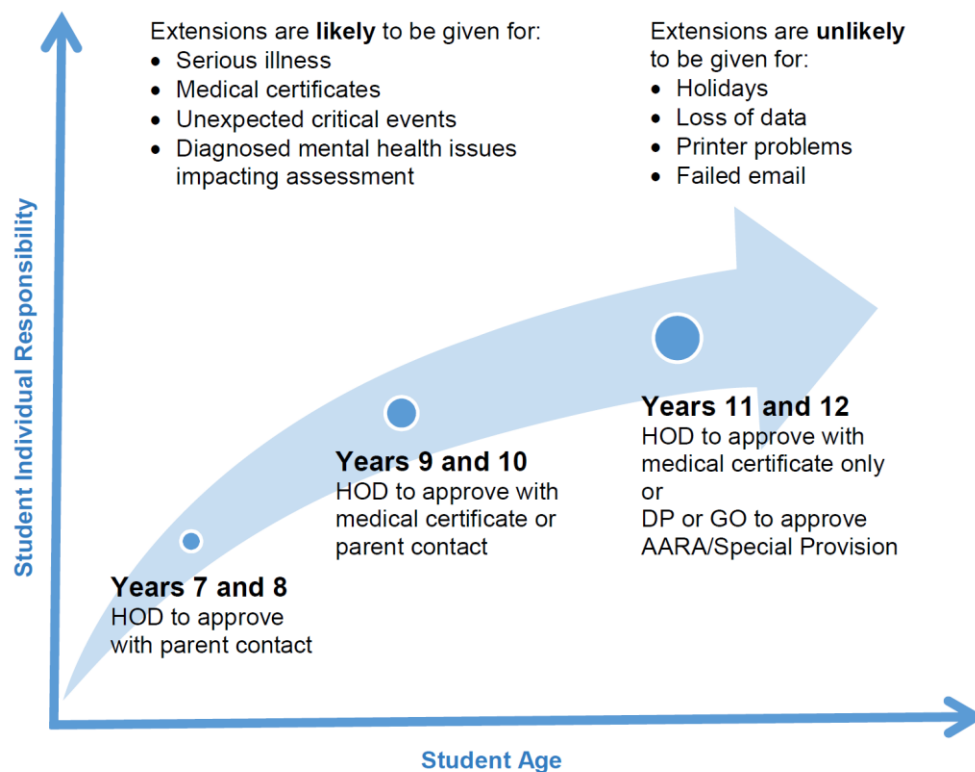 Extensions are likely to be given for:
• Serious illness
• Medical certificates
• Unexpected critical events
• Diagnosed mental health issues
impacting assessment
Extensions are unlikely
to be given for:
• Holidays
• Loss of data
• Printer problems
• Failed email
Student Individual Responsibility
Years 7 and 8
HOD to approve
with parent contact
Years 9 and 10
HOD to approve with
medical certificate or
parent contact
Years 11 and 12
HOD to approve with
medical certificate only
or
DP or GO to approve
AARA/Special Provision
Student Age